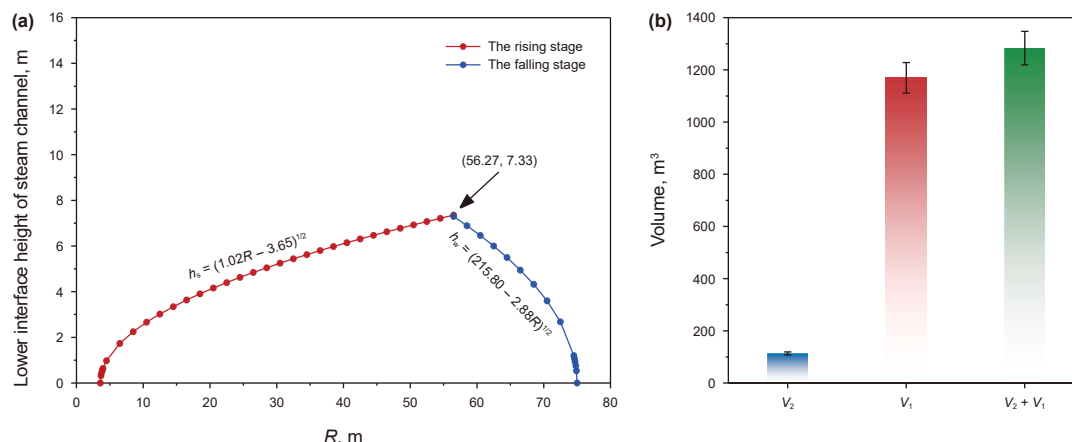 (a)
16
14
12
10
8
6
4
2
0
Lower interface height of steam channel, m
The rising stage
The falling stage
(56.27, 7.33)
hₛ = (1.02R – 3.65)^1/2
h_w = (215.80 – 2.88R)^1/2
0 10 20 30 40 50 60 70 80
R, m
(b)
1400
1200
1000
800
600
400
200
0
Volume, m³
V₂ V₁ V₂ + V₁